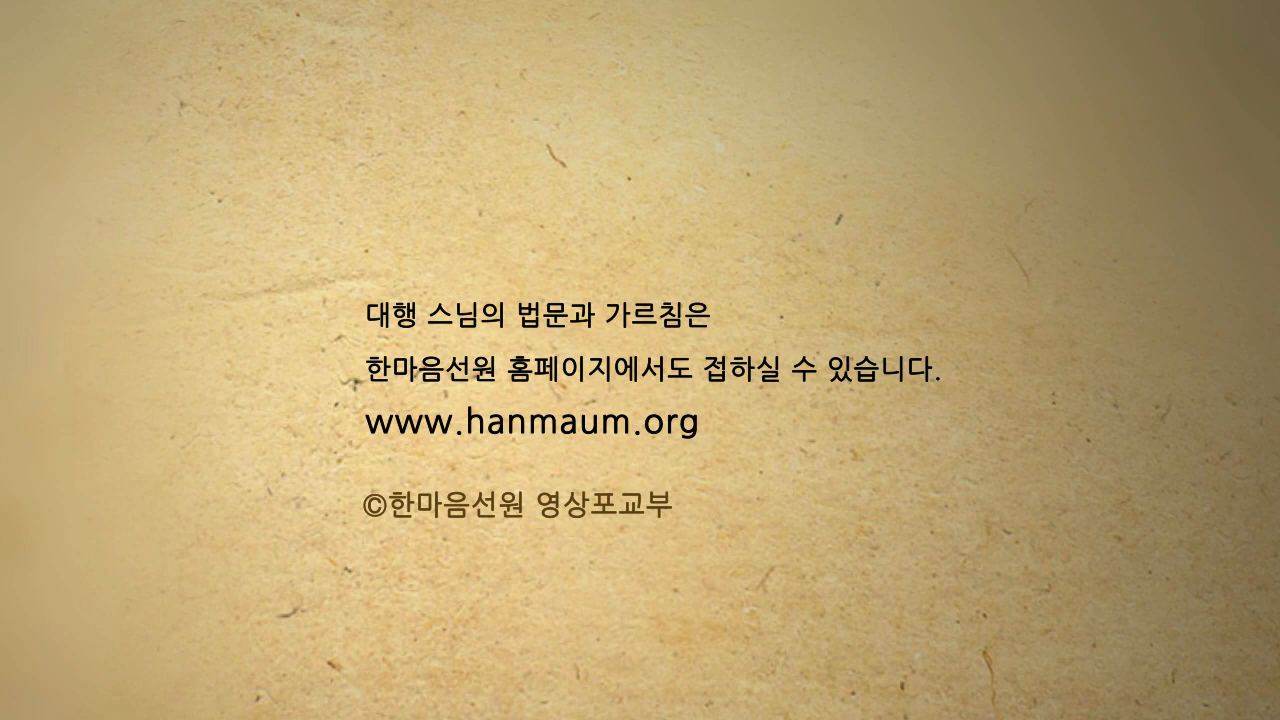 대행 스님의 법문과 가르침은
한마음선원 홈페이지에서도 접하실 수 있습니다.
www.hanmaum.org
©한마음선원 영상포교부